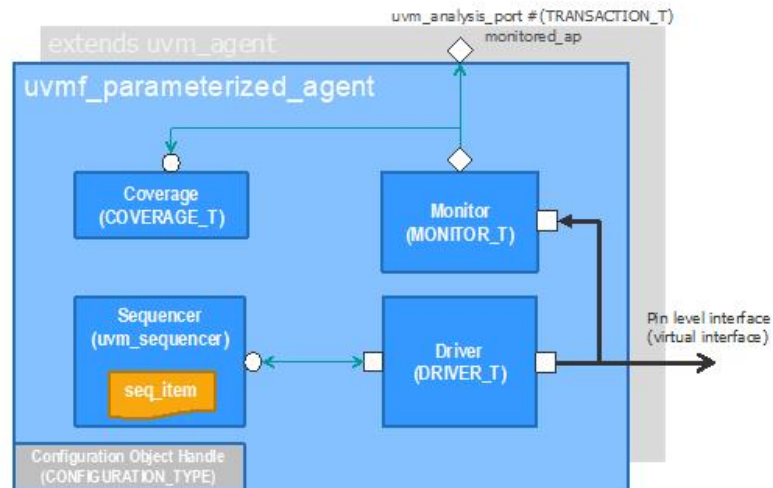 uvm_analysis_port #(TRANSACTION_T)
monitored_ap
extends uvm_agent
uvmf_parameterized_agent
Coverage
(COVERAGE_T)
Monitor
(MONITOR_T)
Sequencer
(uvm_sequencer)
seq_item
Driver
(DRIVER_T)
Pin level interface
(virtual interface)
Configuration Object Handle
(CONFIGURATION_TYPE)